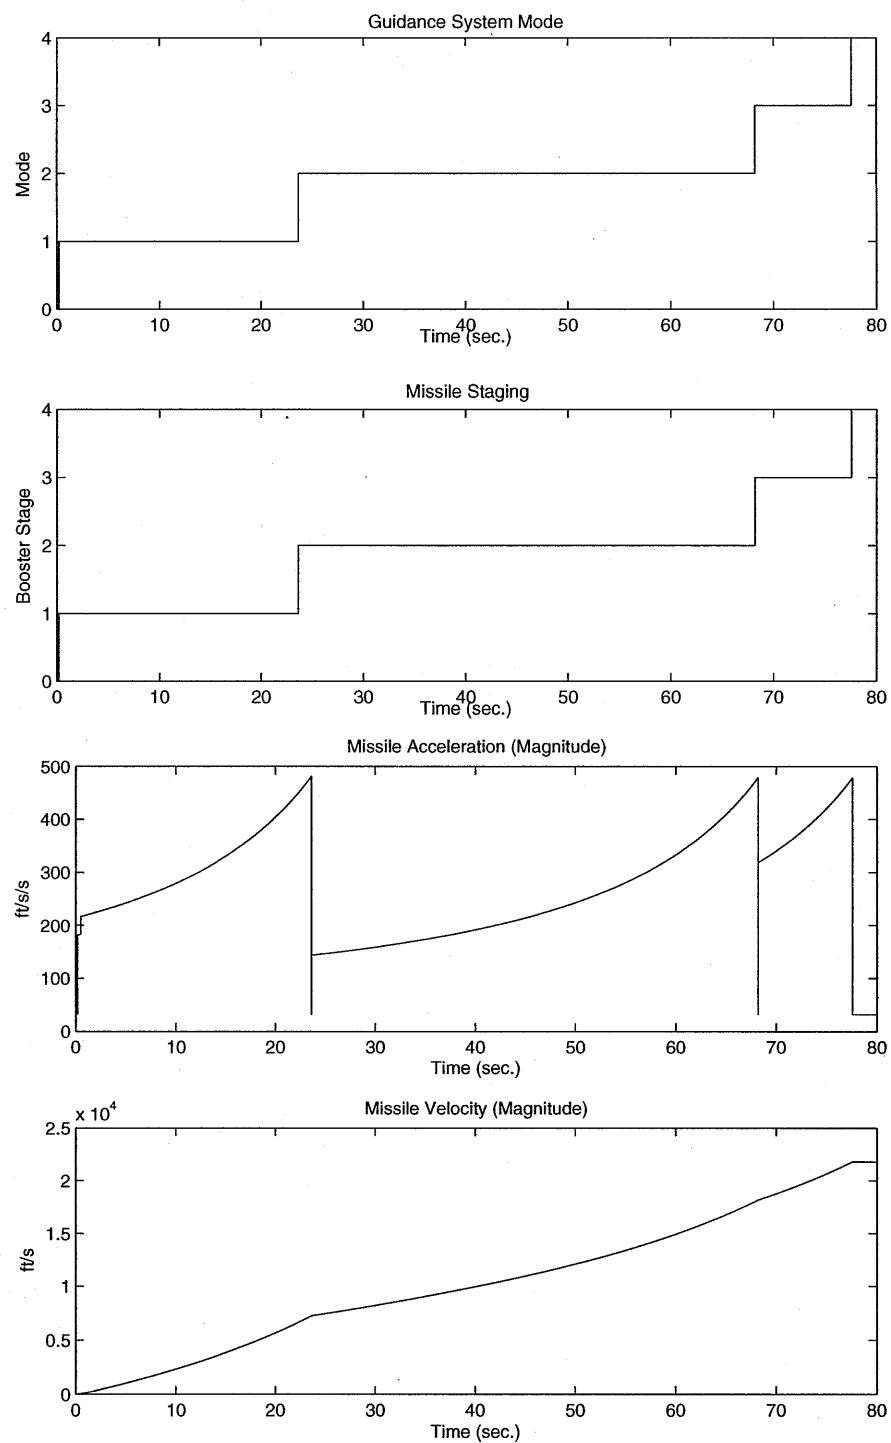 Guidance System Mode
4
3
2
1
0
Mode
0 10 20 30 40 50 60 70 80
Time (sec.)
Missile Staging
4
3
2
1
0
Booster Stage
0 10 20 30 40 50 60 70 80
Time (sec.)
Missile Acceleration (Magnitude)
500
400
300
200
100
0
ft/s/s
0 10 20 30 40 50 60 70 80
Time (sec.)
Missile Velocity (Magnitude)
x 10⁴
2.5
2
1.5
1
0.5
0
ft/s
0 10 20 30 40 50 60 70 80
Time (sec.)